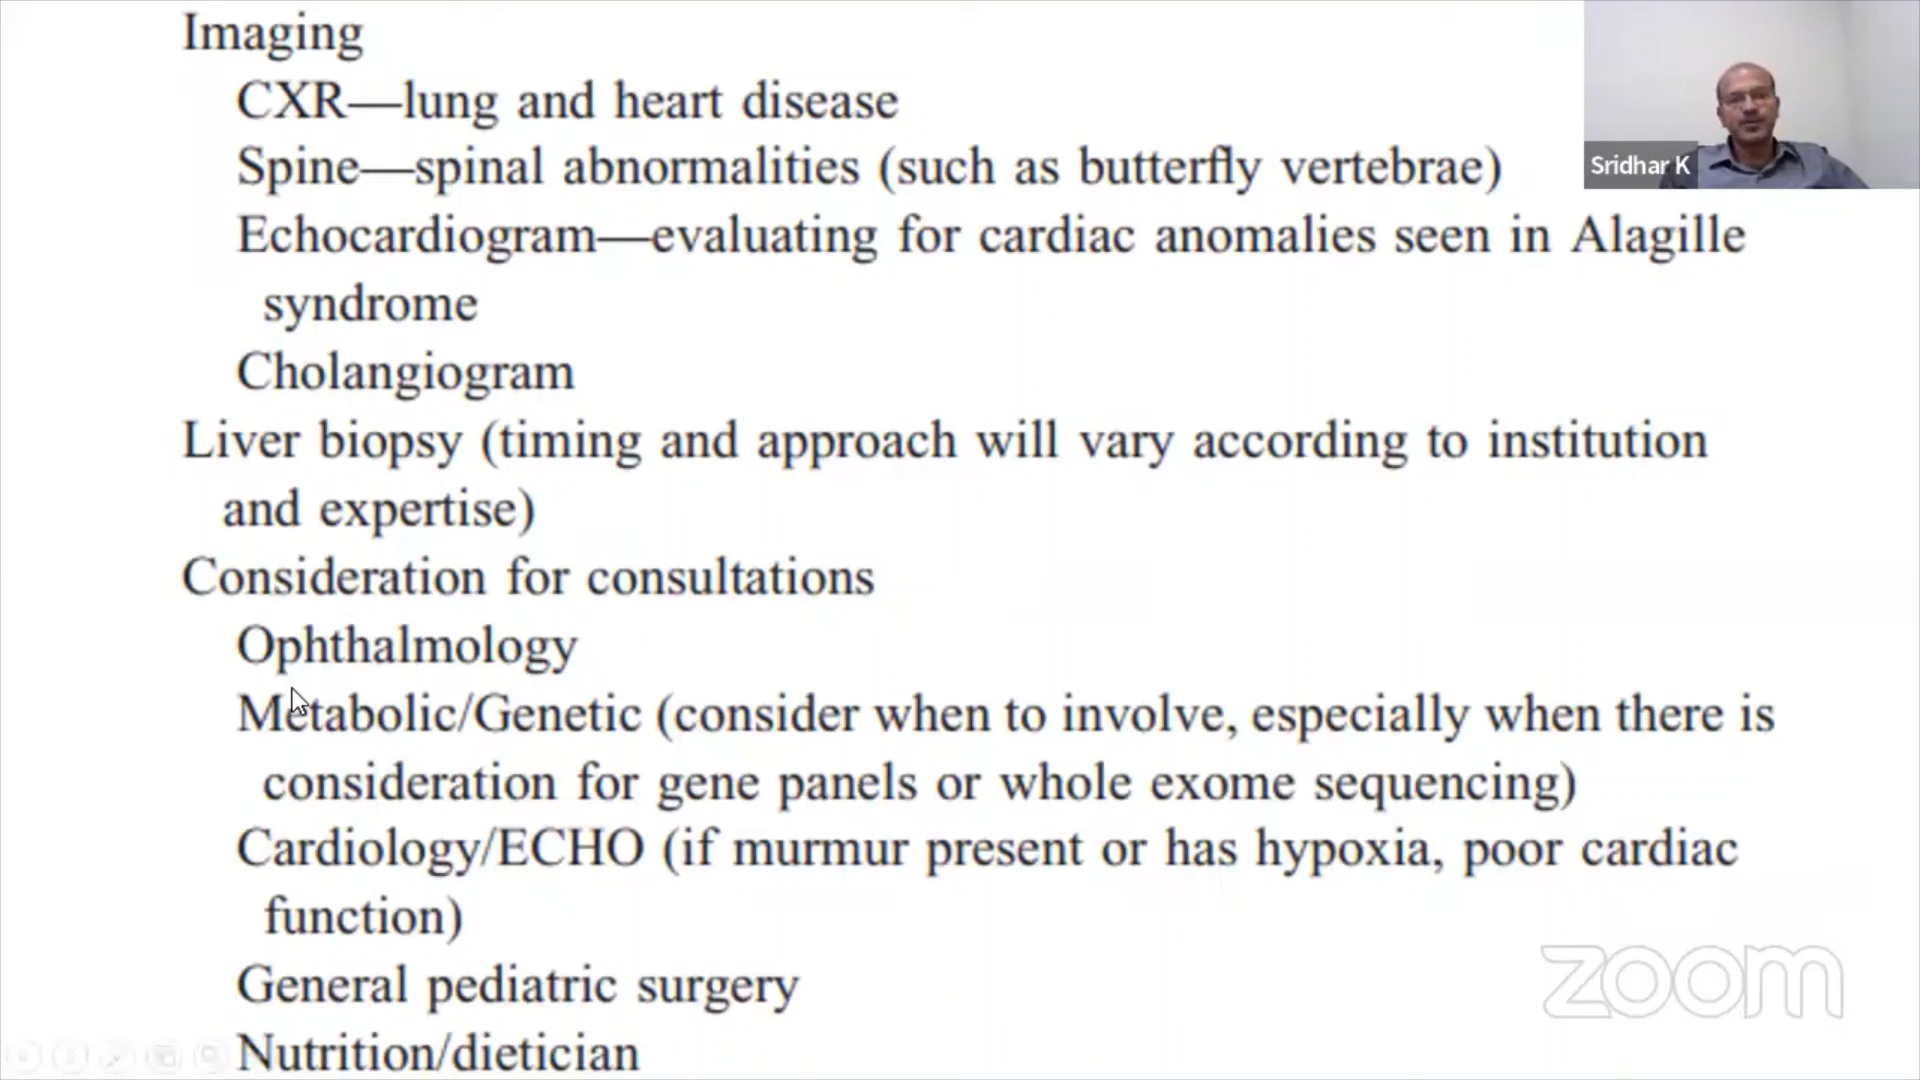 Imaging
CXR—lung and heart disease
Spine—spinal abnormalities (such as butterfly vertebrae)
Echocardiogram—evaluating for cardiac anomalies seen in Alagille
syndrome
Cholangiogram
Liver biopsy (timing and approach will vary according to institution
and expertise)
Consideration for consultations
Ophthalmology
Metabolic/Genetic (consider when to involve, especially when there is
consideration for gene panels or whole exome sequencing)
Cardiology/ECHO (if murmur present or has hypoxia, poor cardiac
function)
General pediatric surgery
Nutrition/dietician
Sridhar K
zoom